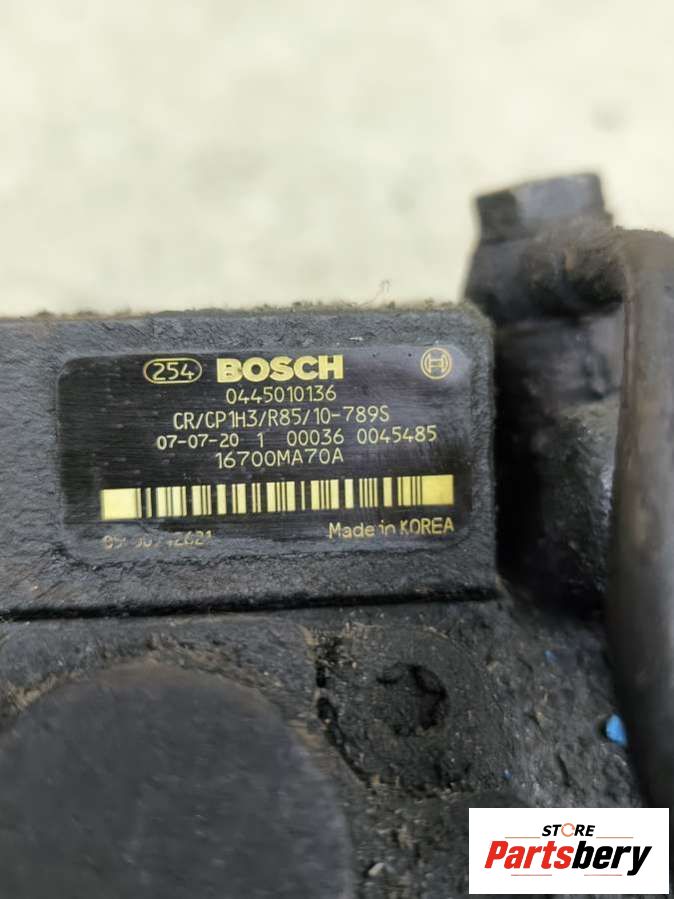 254 BOSCH
0445010136
CR/CP1H3/R85/10-789S
07-07-20 1 00036 0045485
16700MA70A
Made in KOREA
STORE
Partsbery